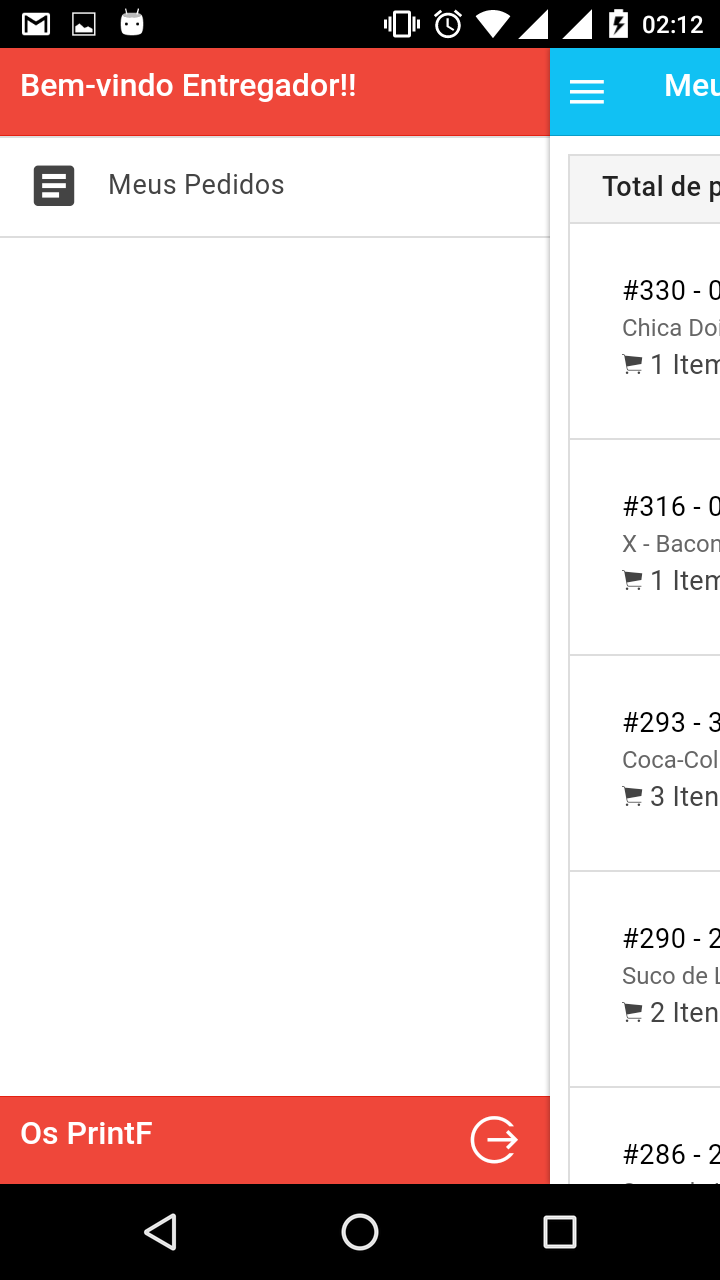 02:12
Bem-vindo Entregador!!
Meus Pedidos
Os PrintF
Meu
Total de p
#330 - 0
Chica Doi
1 Item
#316 - 0
X - Bacon
1 Item
#293 - 3
Coca-Col
3 Iten
#290 - 2
Suco de L
2 Iten
#286 - 2